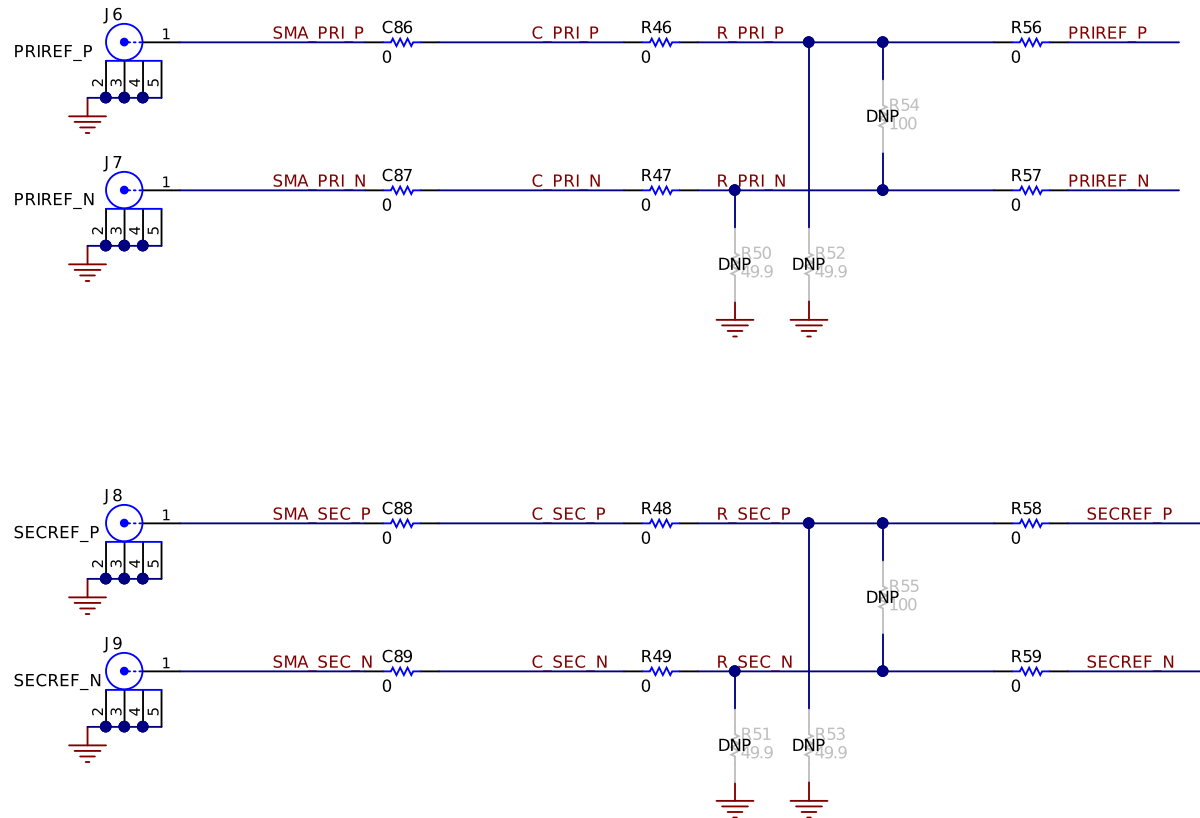 J6
PRIREF_P
1
2
3
4
5
SMA_PRI_P
C86
0
C_PRI_P
R46
0
R_PRI_P
R56
0
PRIREF_P
DNP
R54
100
J7
PRIREF_N
1
2
3
4
5
SMA_PRI_N
C87
0
C_PRI_N
R47
0
R_PRI_N
R57
0
PRIREF_N
DNP
R50
49.9
DNP
R52
49.9
J8
SECREF_P
1
2
3
4
5
SMA_SEC_P
C88
0
C_SEC_P
R48
0
R_SEC_P
R58
0
SECREF_P
DNP
R55
100
J9
SECREF_N
1
2
3
4
5
SMA_SEC_N
C89
0
C_SEC_N
R49
0
R_SEC_N
R59
0
SECREF_N
DNP
R51
49.9
DNP
R53
49.9